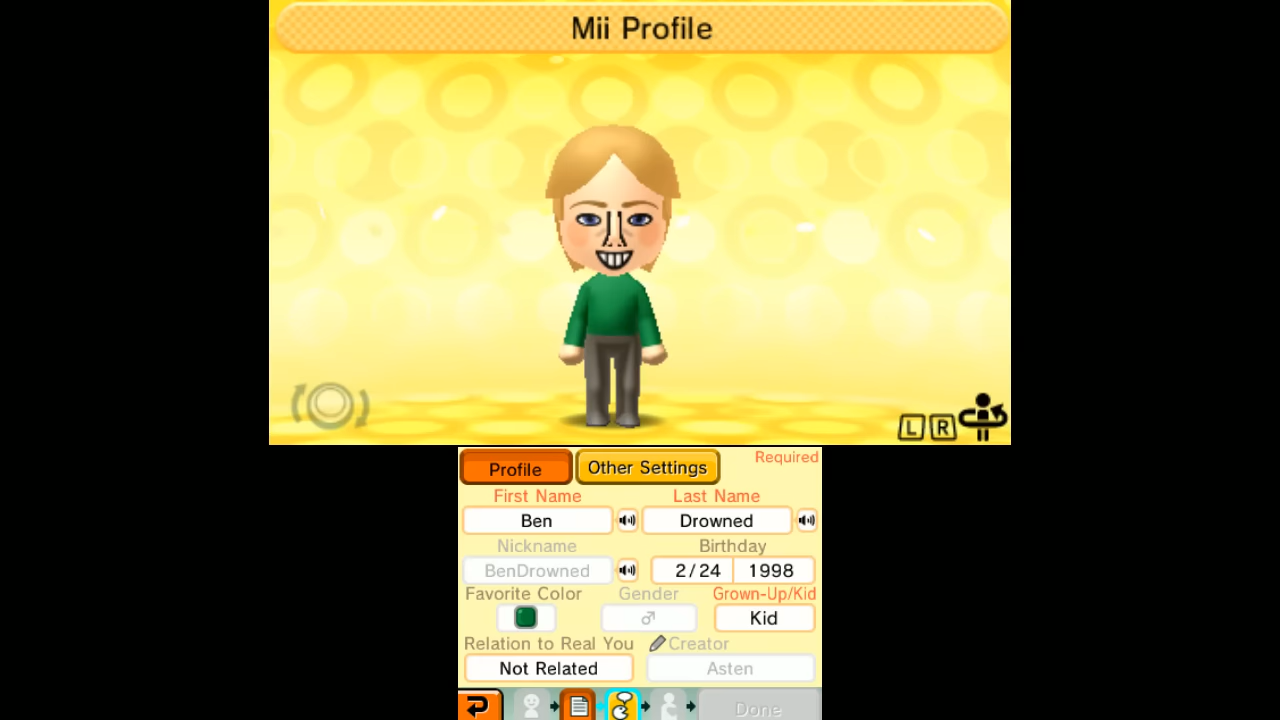 Mii Profile
L R
Profile Other Settings Required
First Name Last Name
Ben Drowned
Nickname Birthday
BenDrowned 2/24 1998
Favorite Color Gender Grown-Up/Kid
♂ Kid
Relation to Real You Creator
Not Related Asten
Done